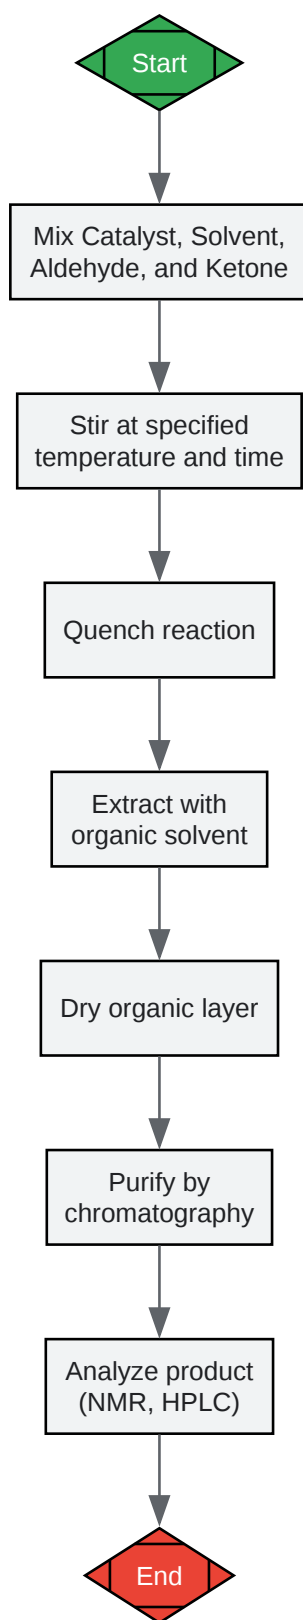 Start
Mix Catalyst, Solvent,
Aldehyde, and Ketone
Stir at specified
temperature and time
Quench reaction
Extract with
organic solvent
Dry organic layer
Purify by
chromatography
Analyze product
(NMR, HPLC)
End